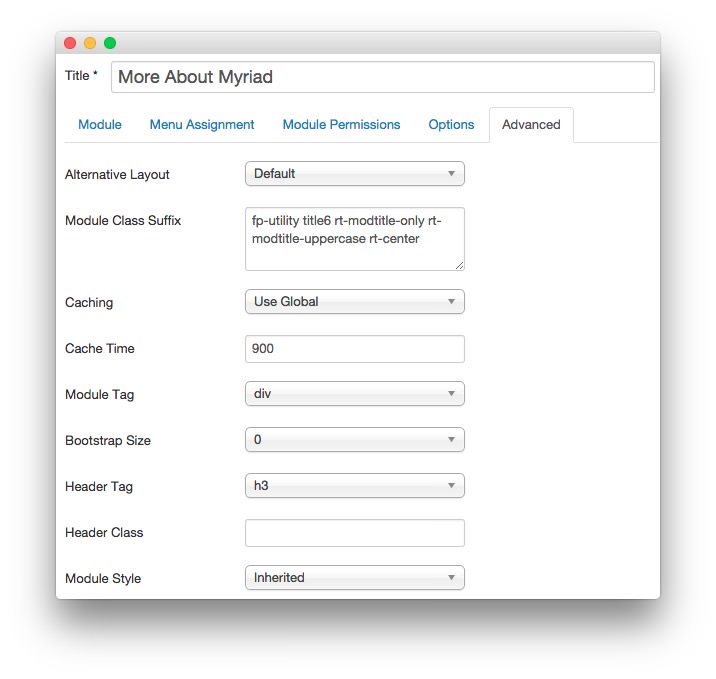 Title * More About Myriad
Module Menu Assignment Module Permissions Options Advanced
Alternative Layout Default
Module Class Suffix fp-utility title6 rt-modtitle-only rt-
modtitle-uppercase rt-center
Caching Use Global
Cache Time 900
Module Tag div
Bootstrap Size 0
Header Tag h3
Header Class
Module Style Inherited